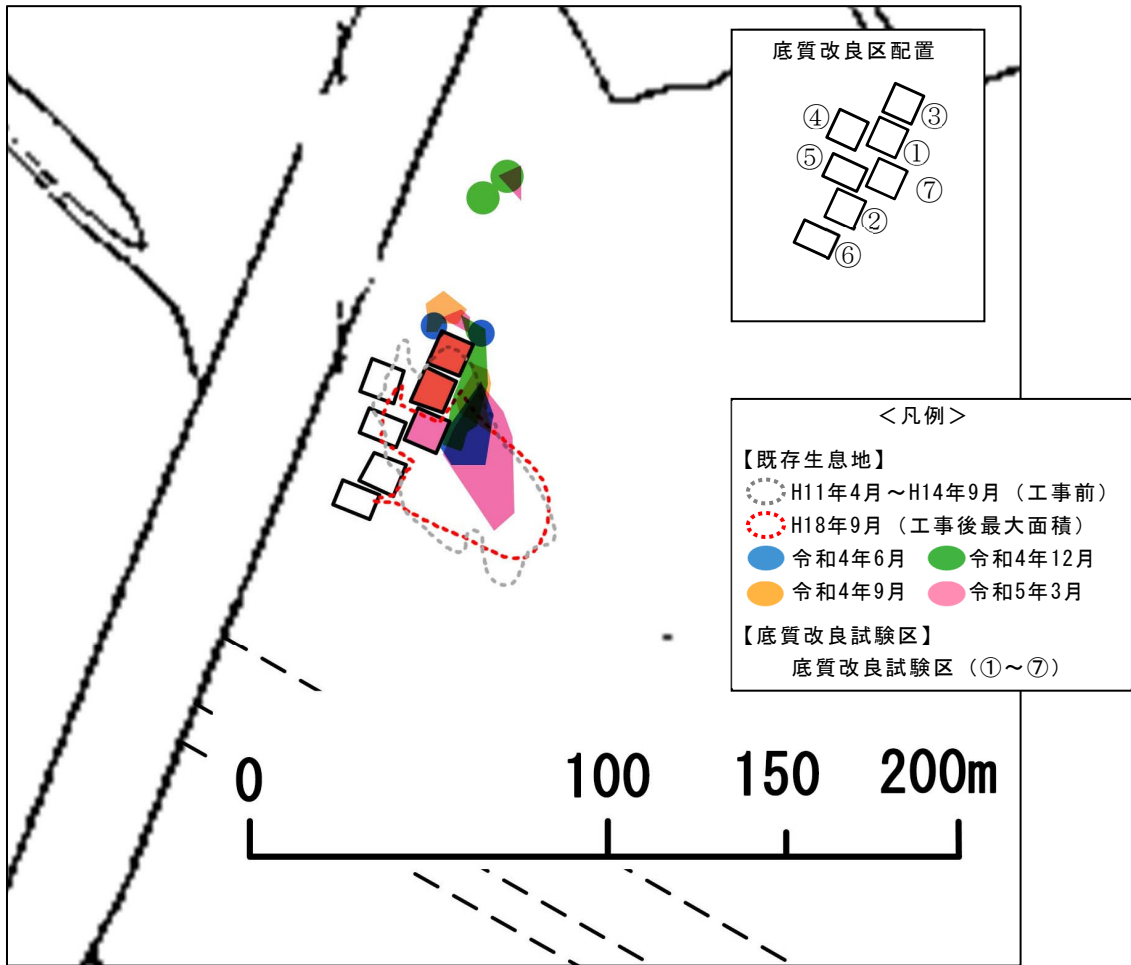 底質改良区配置
③
④
①
⑤
⑦
②
⑥
＜凡例＞
【既存生息地】
H11年4月～H14年9月（工事前）
H18年9月（工事後最大面積）
令和4年6月 令和4年12月
令和4年9月 令和5年3月
【底質改良試験区】
底質改良試験区（①～⑦）
0 100 150 200m